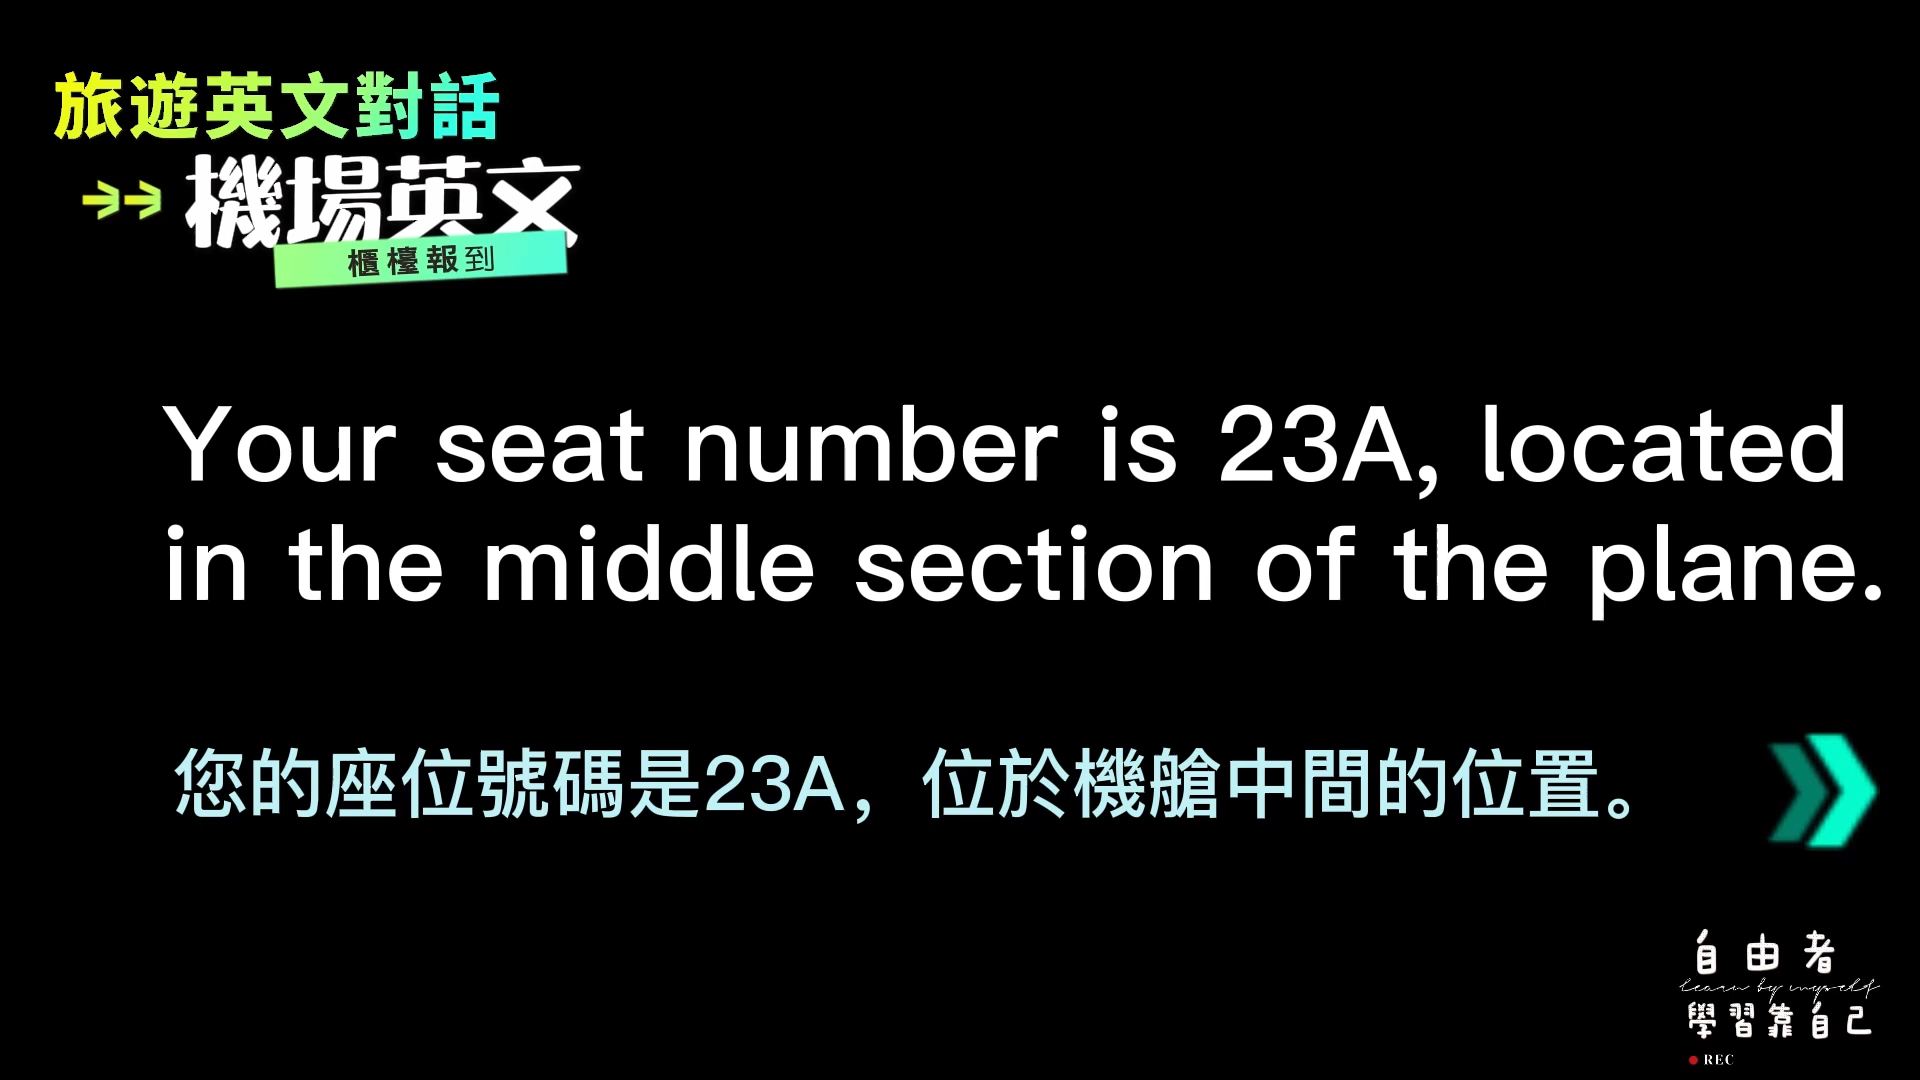 旅遊英文對話
機場英文
櫃檯報到
Your seat number is 23A, located
in the middle section of the plane.
您的座位號碼是23A，位於機艙中間的位置。
自由者
learn by myself
學習靠自己
REC